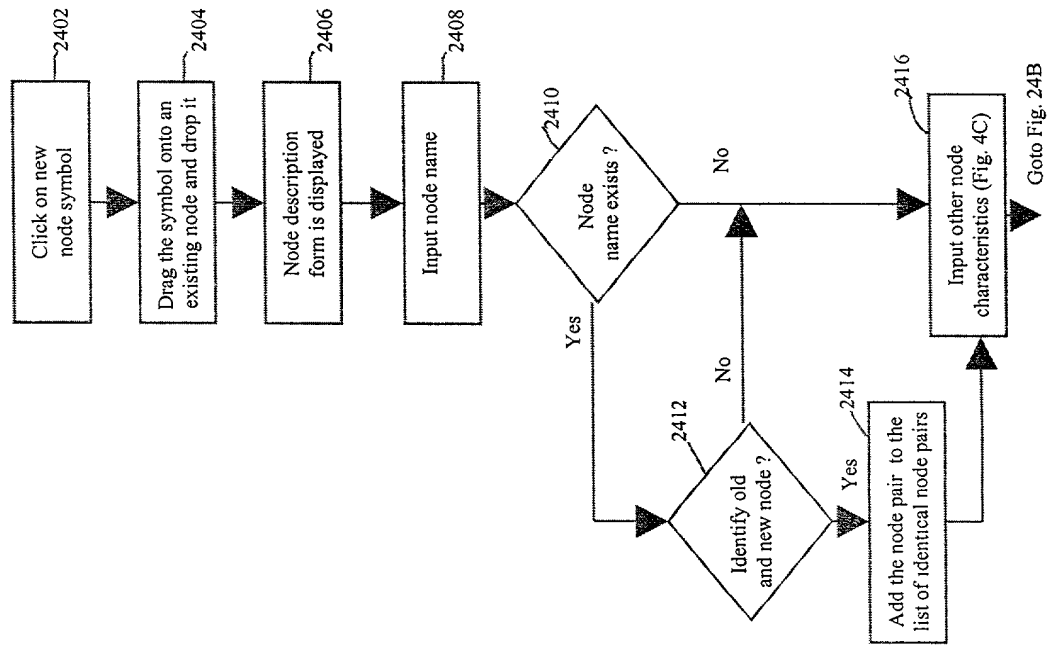 2402
Click on new
node symbol
2404
Drag the symbol onto an
existing node and drop it
2406
Node description
form is displayed
2408
Input node name
2410
Node
name exists ?
Yes
No
2412
Identify old
and new node ?
No
Yes
2414
Add the node pair to the
list of identical node pairs
2416
Input other node
characteristics (Fig. 4C)
Goto Fig. 24B